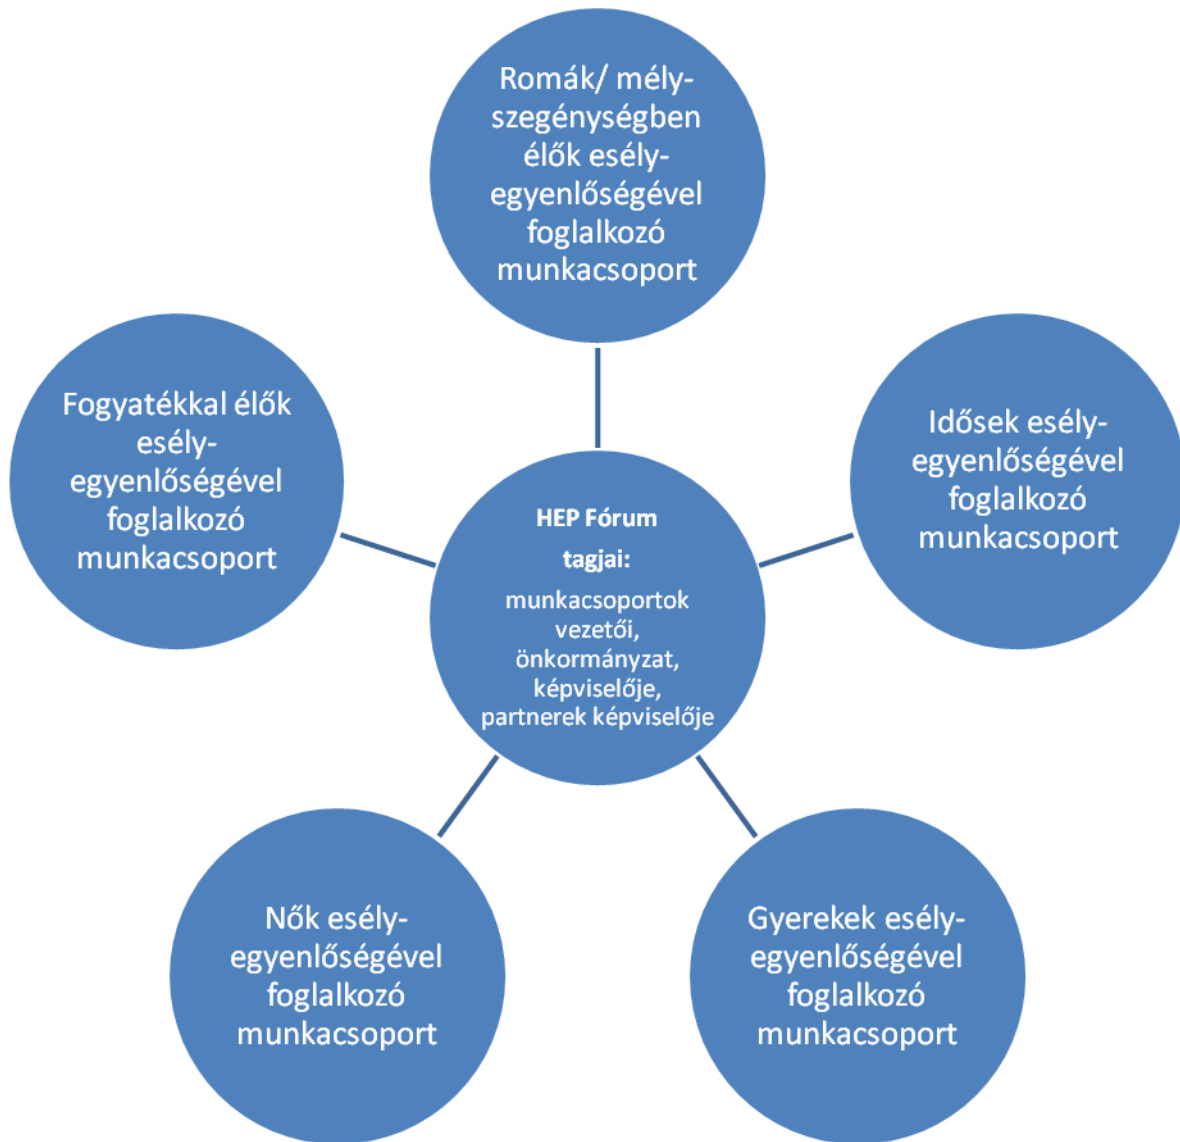 Romák/ mély-
szegénységben
élők esély-
egyenlőségével
foglalkozó
munkacsoport
Fogyatékkal élők
esély-
egyenlőségével
foglalkozó
munkacsoport
Idősek esély-
egyenlőségével
foglalkozó
munkacsoport
HEP Fórum
tagjai:
munkacsoportok
vezetői,
önkormányzat,
képviselője,
partnerek képviselője
Nők esély-
egyenlőségével
foglalkozó
munkacsoport
Gyerekek esély-
egyenlőségével
foglalkozó
munkacsoport